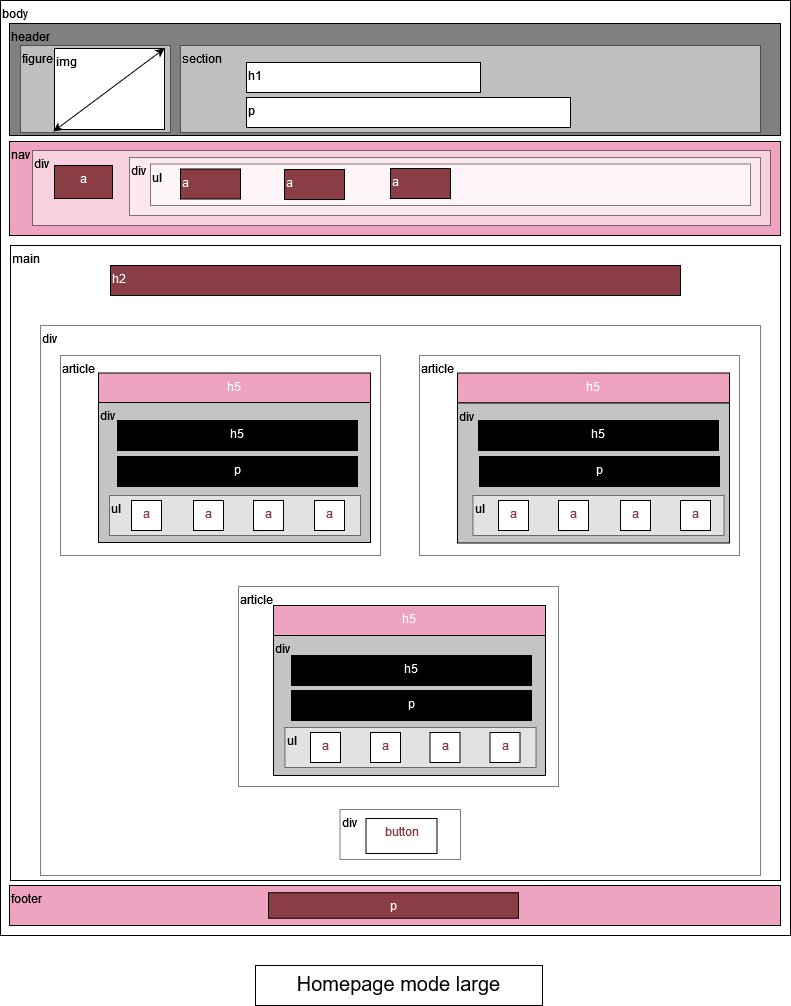 body
header
figure
img
section
h1
p
nav
div
a
div
ul
a
a
a
main
h2
div
article
h5
div
h5
p
ul
a
a
a
a
article
h5
div
h5
p
ul
a
a
a
a
article
h5
div
h5
p
ul
a
a
a
a
div
button
footer
p
Homepage mode large